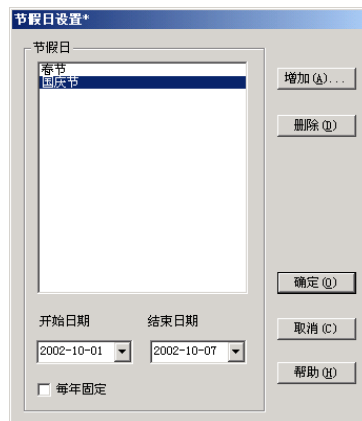 节假日设置*
节假日
春节
国庆节
增加(A)...
删除(D)
确定(O)
取消(C)
帮助(H)
开始日期
结束日期
2002-10-01
2002-10-07
每年固定